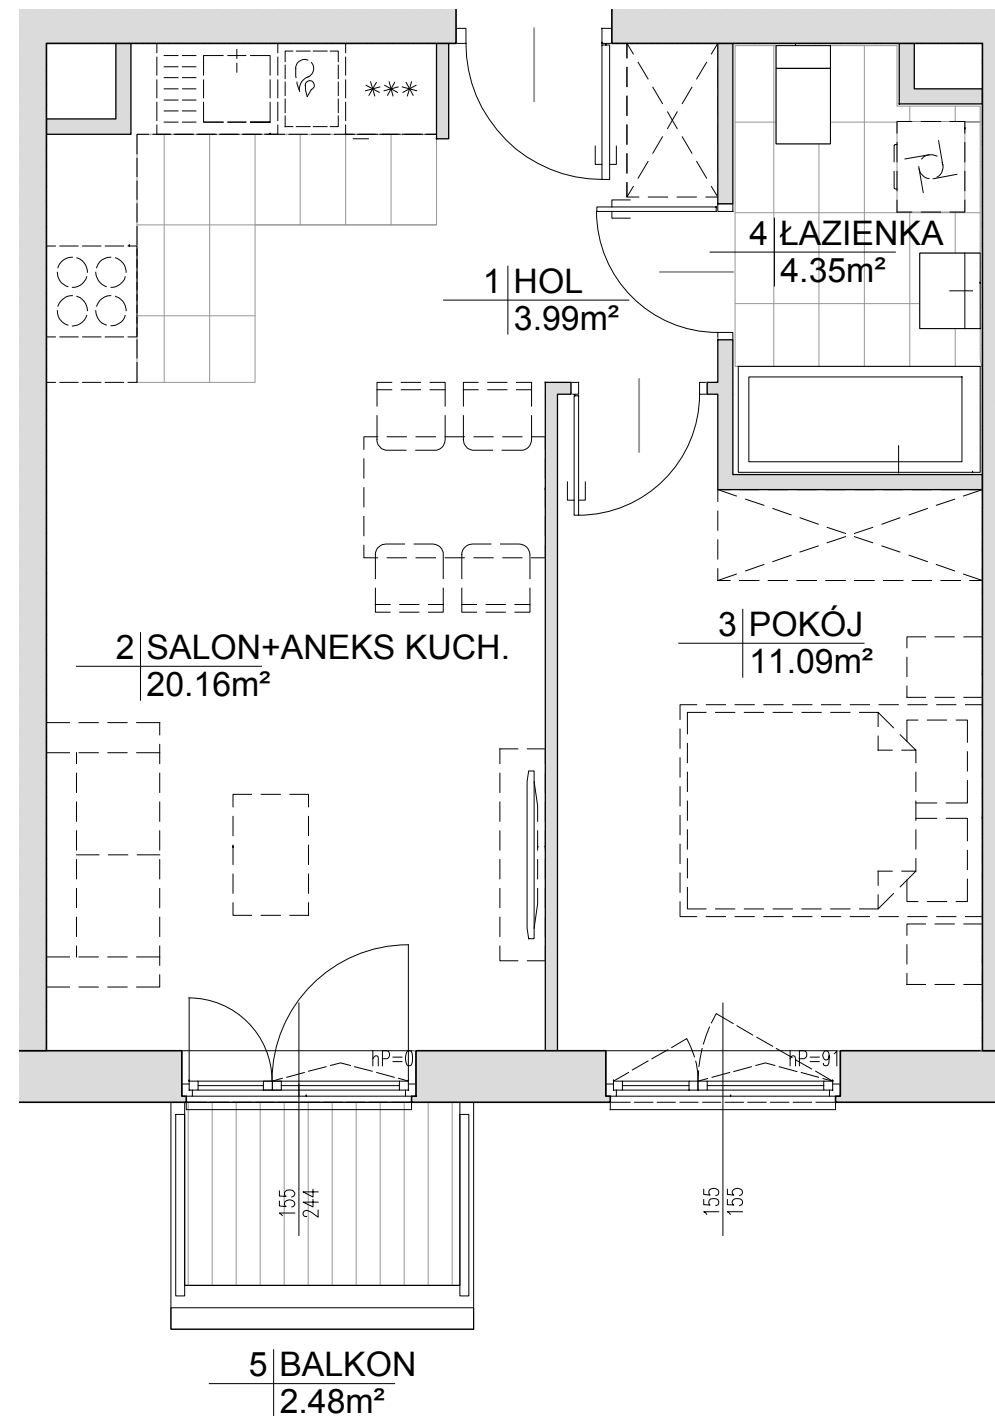 ***
4 ŁAZIENKA
4.35m²
1 HOL
3.99m²
3 POKÓJ
11.09m²
2 SALON+ANEKS KUCH.
20.16m²
hP=0
hP=91
155
244
155
155
5 BALKON
2.48m²